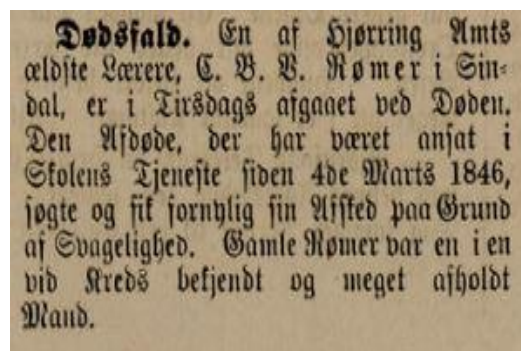 Dødsfald. En af Hjørring Amts
ældste Lærere, C. B. V. Rømer i Sin-
dal, er i Tirsdags afgaaet ved Døden.
Den Afdøde, der har været ansat i
Skolens Tjeneste siden 4de Marts 1846,
søgte og fik fornylig sin Afsked paa Grund
af Svagelighed. Gamle Rømer var en i en
vid Kreds bekjendt og meget afholdt
Mand.